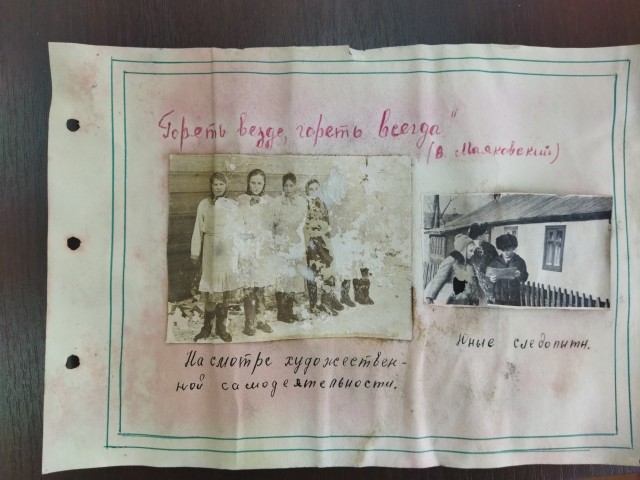 "Гореть везде, гореть всегда"
(В. Маяковский)
На смотре художествен-
ной самодеятельности.
Юные следопыты.